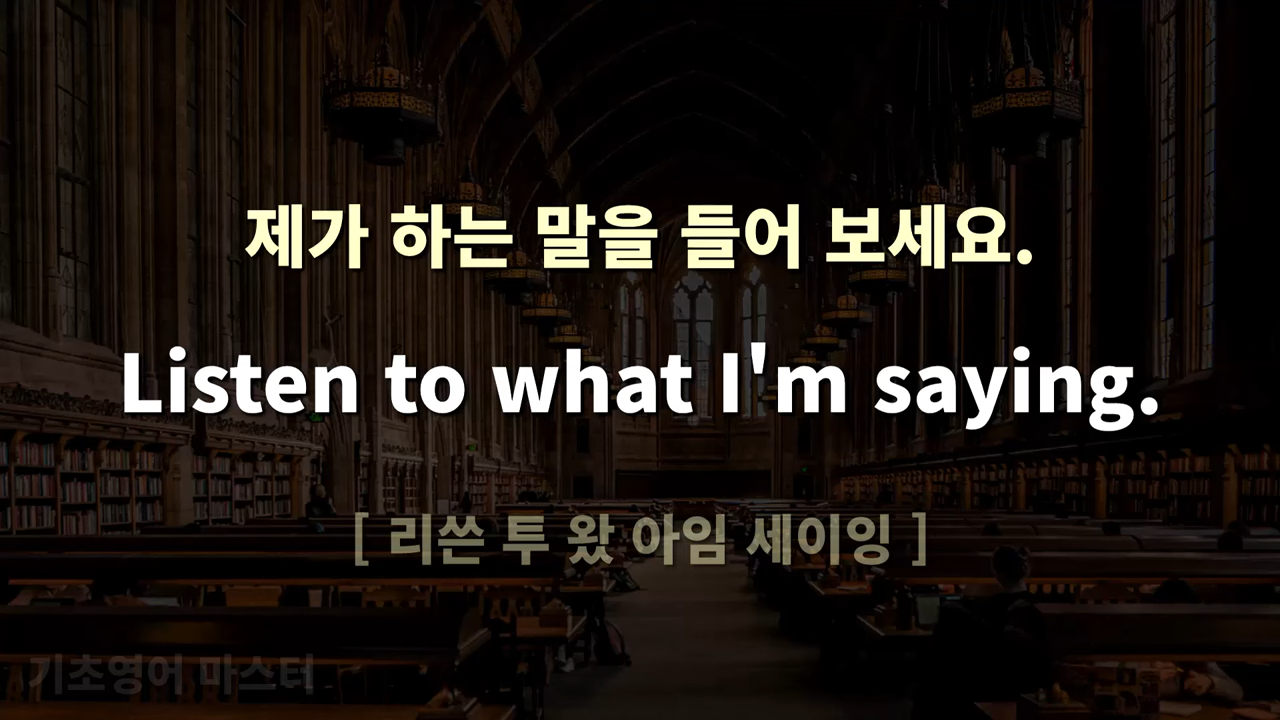 제가 하는 말을 들어 보세요.
Listen to what I'm saying.
[ 리쓴 투 왔 아임 세이잉 ]
기초영어 마스터